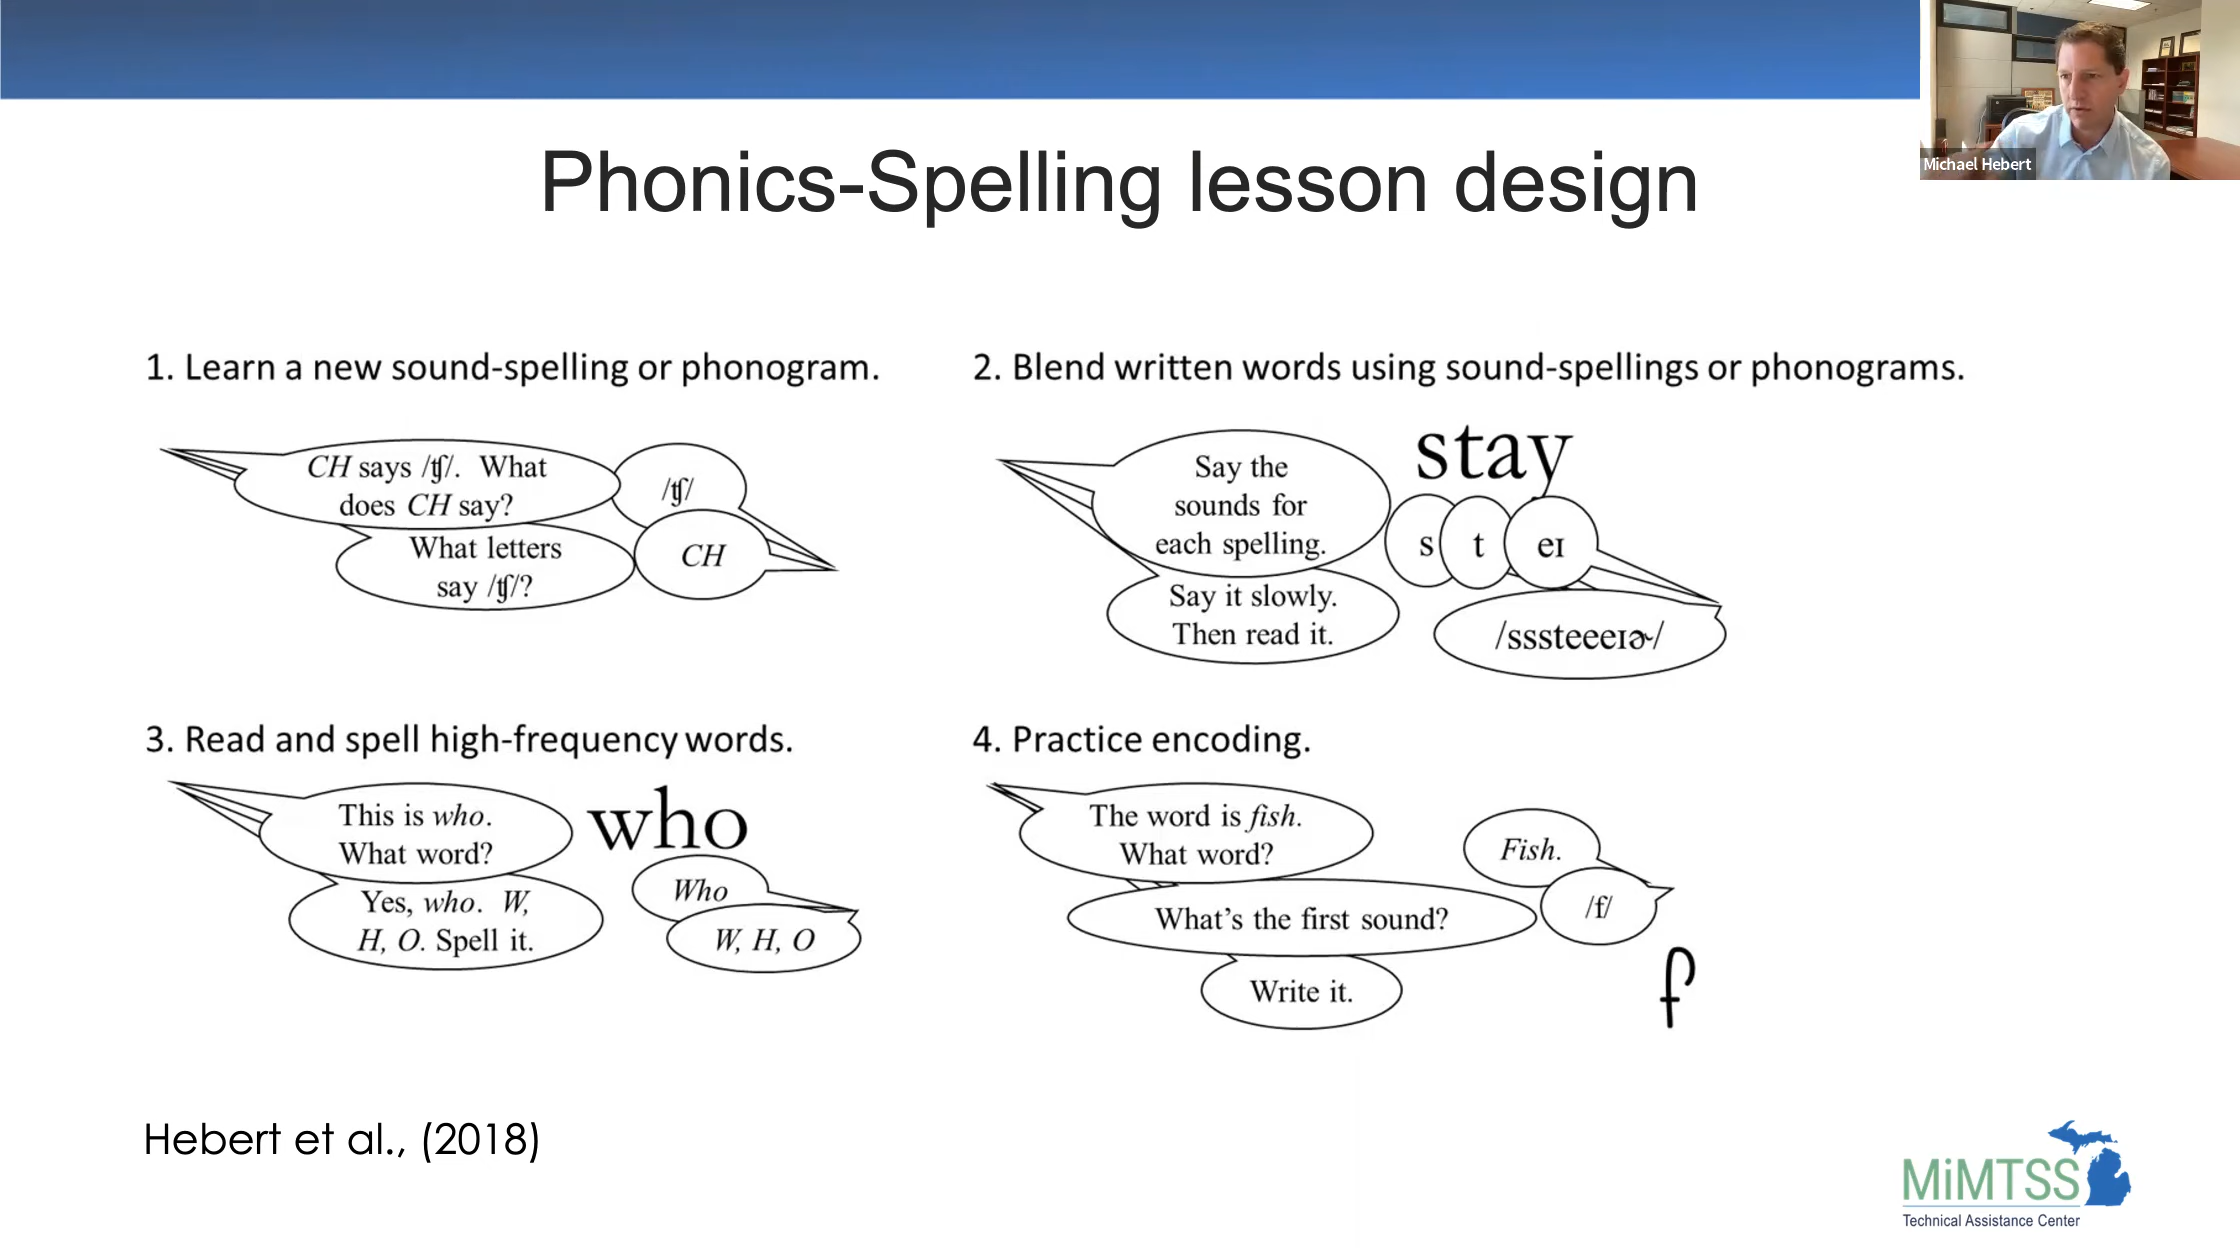 Michael Hebert
Phonics-Spelling lesson design
1. Learn a new sound-spelling or phonogram.
CH says /ʧ/. What
does CH say?
/ʧ/
What letters
say /ʧ/?
CH
2. Blend written words using sound-spellings or phonograms.
stay
Say the
sounds for
each spelling.
s t eɪ
Say it slowly.
Then read it.
/sssteeeɪɚ/
3. Read and spell high-frequency words.
This is who.
What word?
who
Who
Yes, who. W,
H, O. Spell it.
W, H, O
4. Practice encoding.
The word is fish.
What word?
Fish.
What’s the first sound?
/f/
Write it.
f
Hebert et al., (2018)
MiMTSS
Technical Assistance Center